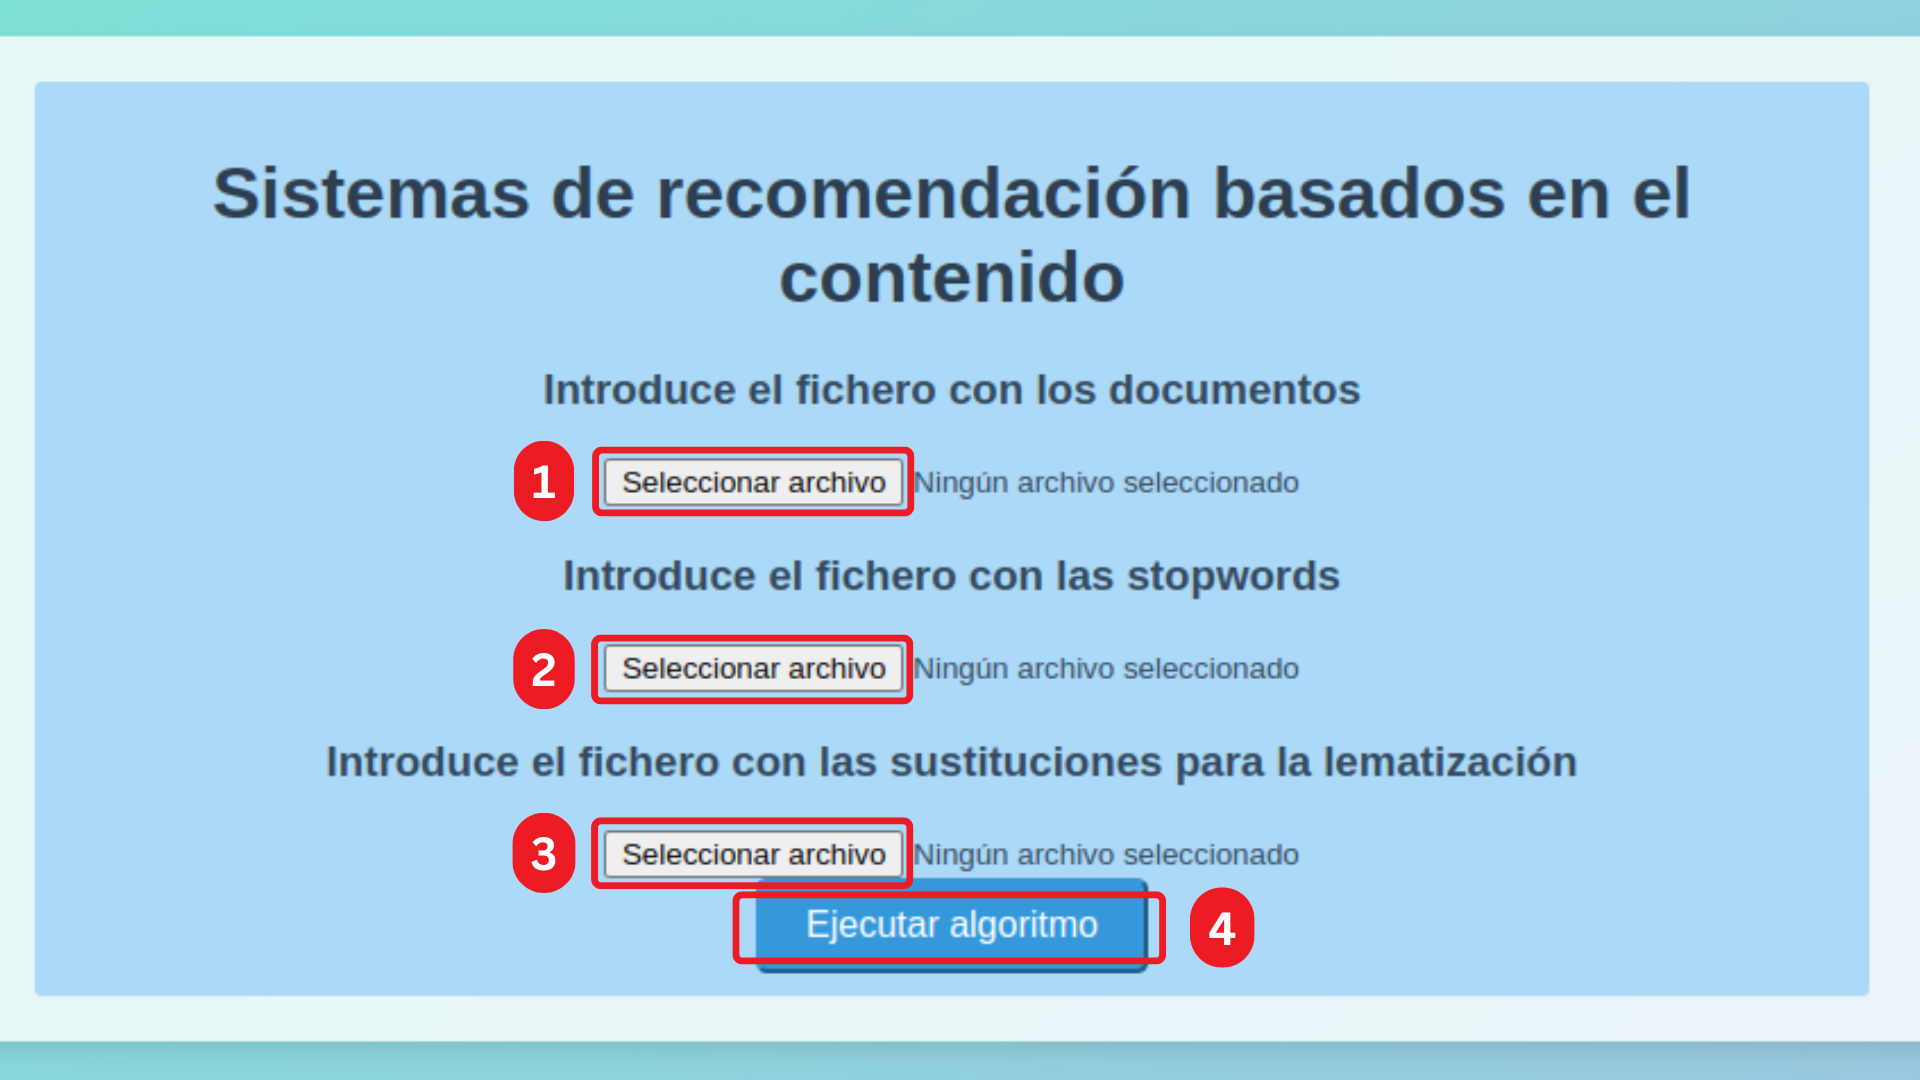 Sistemas de recomendación basados en el
contenido
Introduce el fichero con los documentos
1 Seleccionar archivo Ningún archivo seleccionado
Introduce el fichero con las stopwords
2 Seleccionar archivo Ningún archivo seleccionado
Introduce el fichero con las sustituciones para la lematización
3 Seleccionar archivo Ningún archivo seleccionado
Ejecutar algoritmo 4